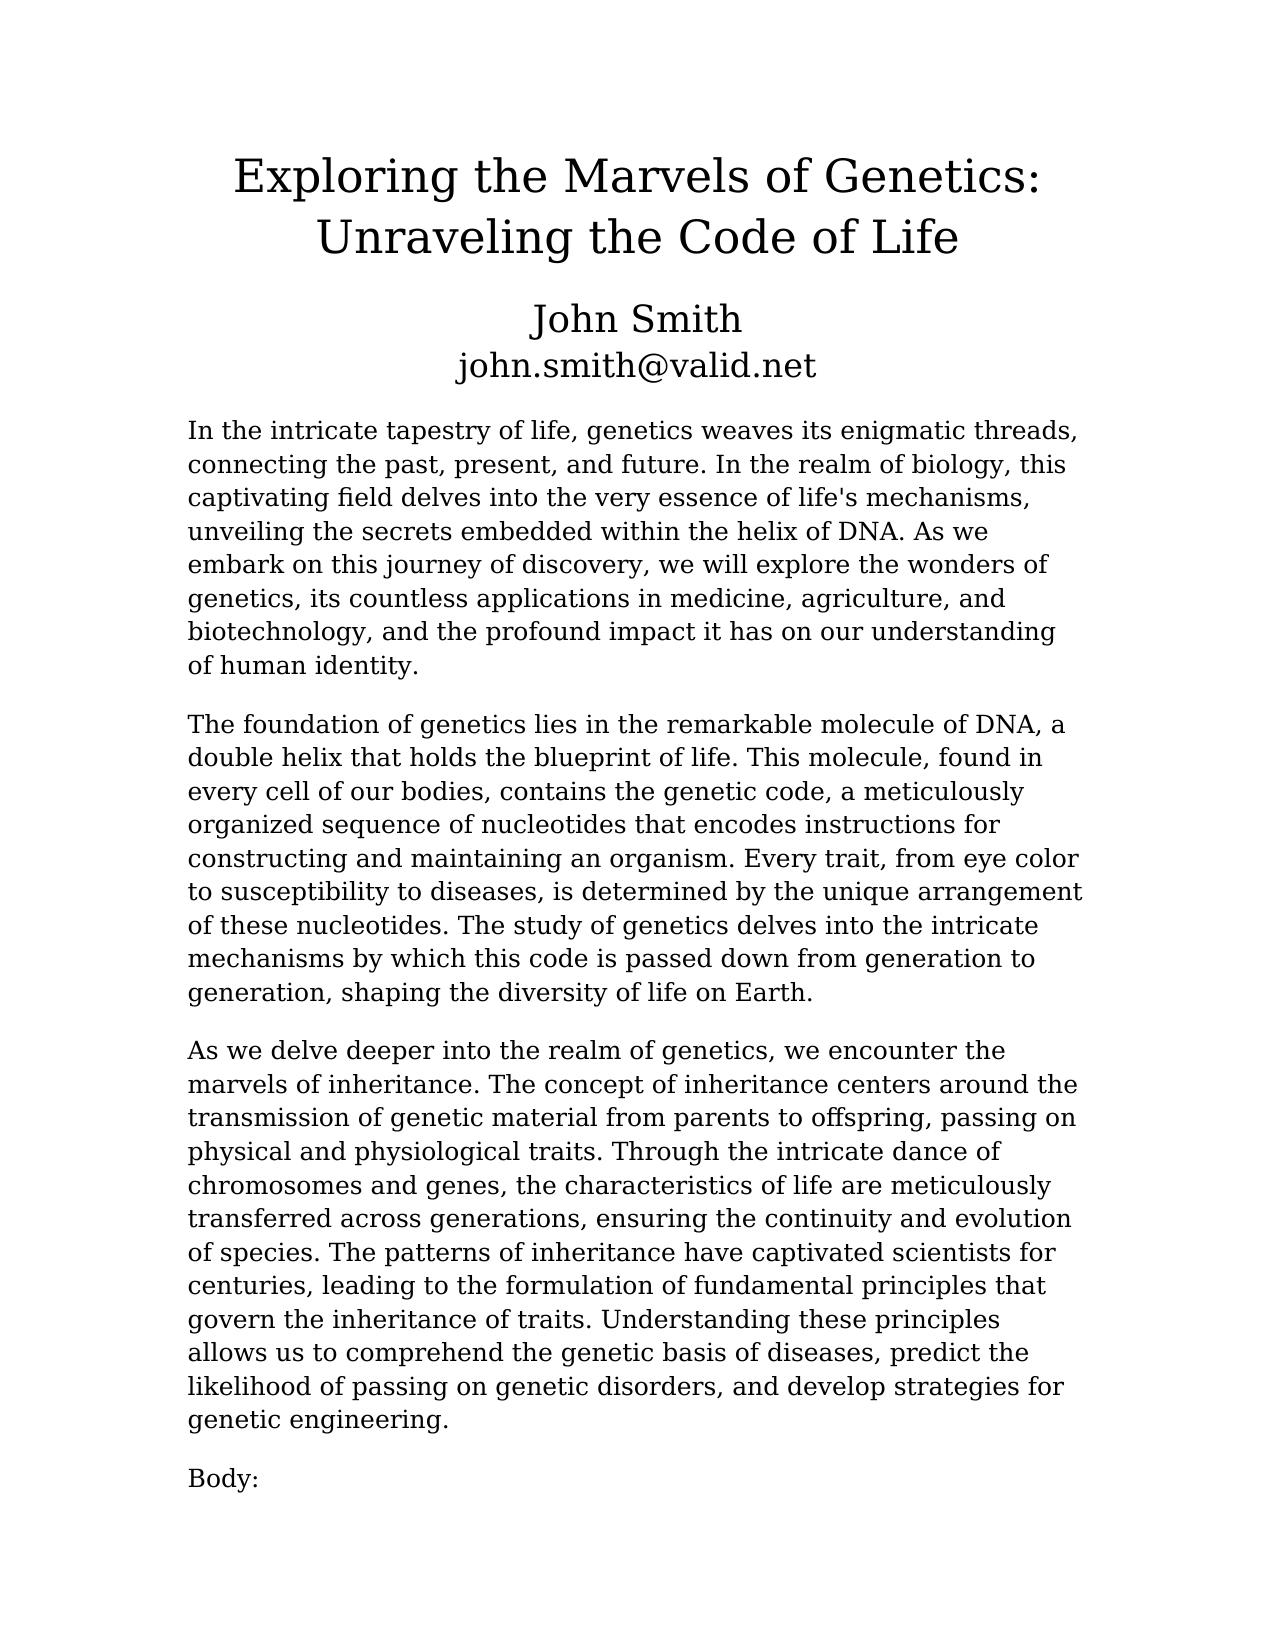 Exploring the Marvels of Genetics:
Unraveling the Code of Life
John Smith
john.smith@valid.net
In the intricate tapestry of life, genetics weaves its enigmatic threads,
connecting the past, present, and future. In the realm of biology, this
captivating field delves into the very essence of life's mechanisms,
unveiling the secrets embedded within the helix of DNA. As we
embark on this journey of discovery, we will explore the wonders of
genetics, its countless applications in medicine, agriculture, and
biotechnology, and the profound impact it has on our understanding
of human identity.
The foundation of genetics lies in the remarkable molecule of DNA, a
double helix that holds the blueprint of life. This molecule, found in
every cell of our bodies, contains the genetic code, a meticulously
organized sequence of nucleotides that encodes instructions for
constructing and maintaining an organism. Every trait, from eye color
to susceptibility to diseases, is determined by the unique arrangement
of these nucleotides. The study of genetics delves into the intricate
mechanisms by which this code is passed down from generation to
generation, shaping the diversity of life on Earth.
As we delve deeper into the realm of genetics, we encounter the
marvels of inheritance. The concept of inheritance centers around the
transmission of genetic material from parents to offspring, passing on
physical and physiological traits. Through the intricate dance of
chromosomes and genes, the characteristics of life are meticulously
transferred across generations, ensuring the continuity and evolution
of species. The patterns of inheritance have captivated scientists for
centuries, leading to the formulation of fundamental principles that
govern the inheritance of traits. Understanding these principles
allows us to comprehend the genetic basis of diseases, predict the
likelihood of passing on genetic disorders, and develop strategies for
genetic engineering.
Body: